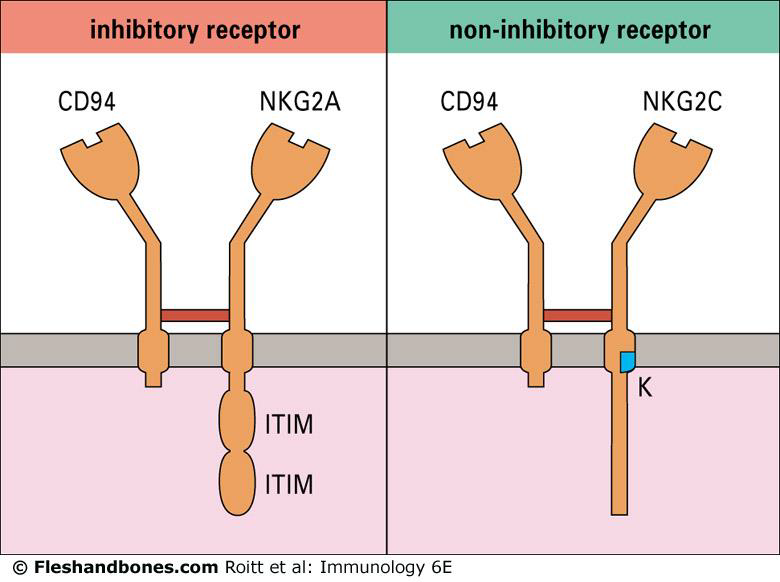 inhibitory receptor
non-inhibitory receptor
CD94
NKG2A
CD94
NKG2C
K
ITIM
ITIM
© Fleshandbones.com Roitt et al: Immunology 6E